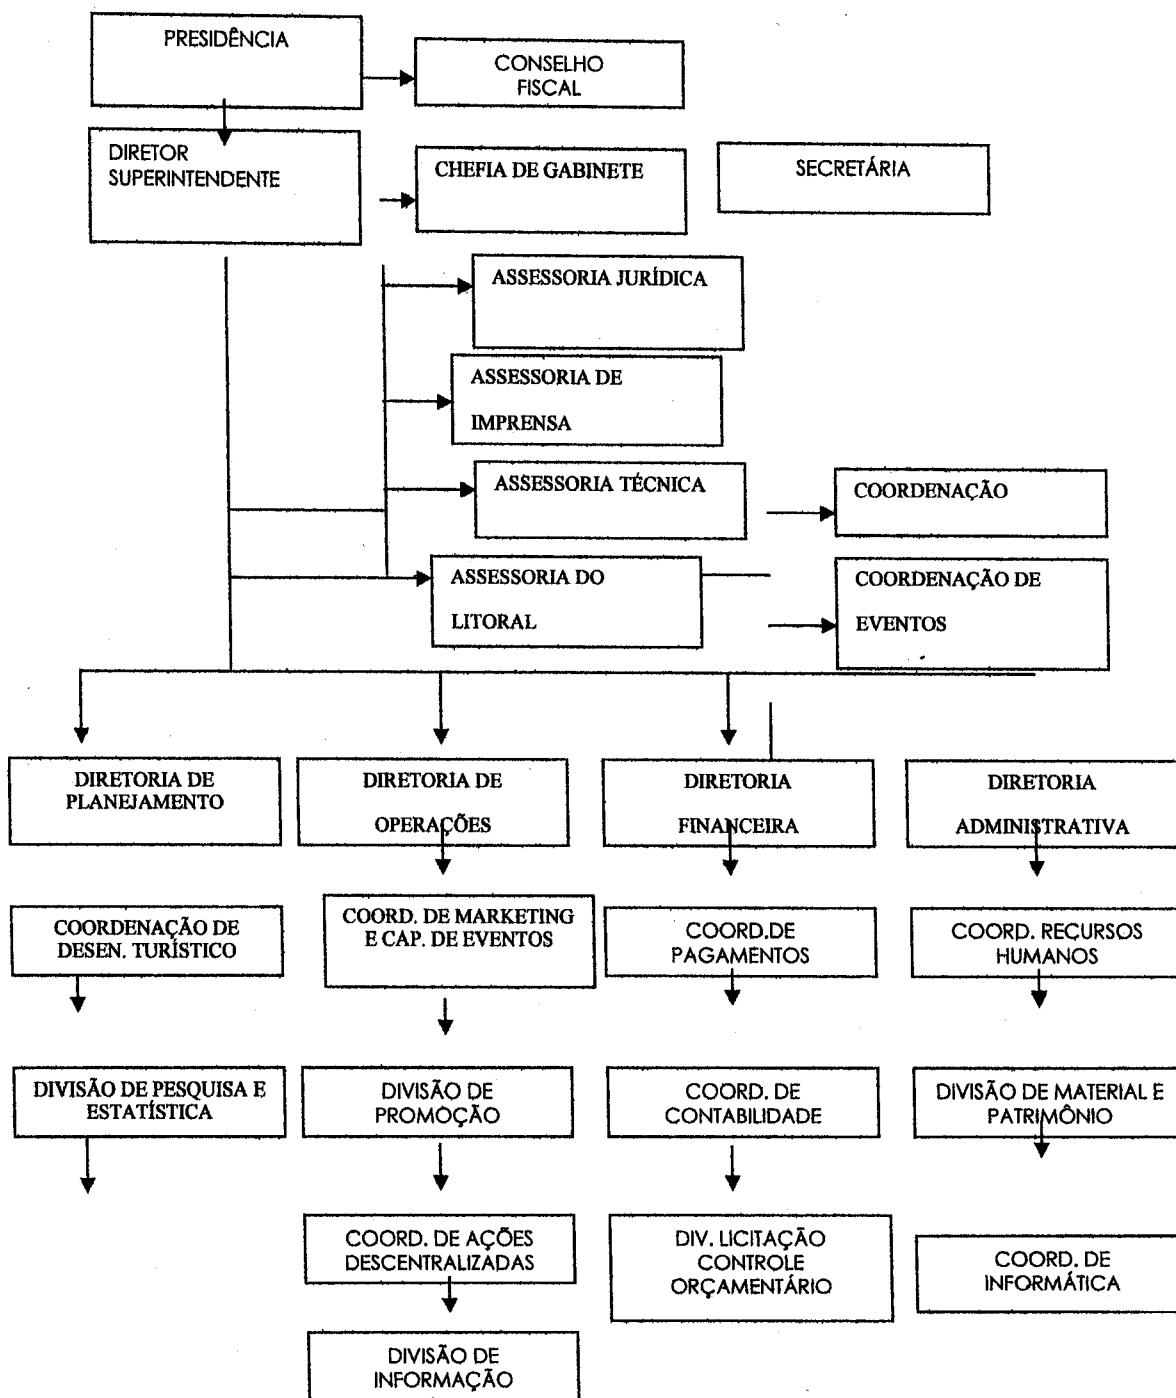 PRESIDÊNCIA
CONSELHO
FISCAL
DIRETOR
SUPERINTENDENTE
CHEFIA DE GABINETE
SECRETÁRIA
ASSESSORIA JURÍDICA
ASSESSORIA DE
IMPRENSA
ASSESSORIA TÉCNICA
COORDENAÇÃO
ASSESSORIA DO
LITORAL
COORDENAÇÃO DE
EVENTOS
DIRETORIA DE
PLANEJAMENTO
DIRETORIA DE
OPERAÇÕES
DIRETORIA
FINANCEIRA
DIRETORIA
ADMINISTRATIVA
COORDENAÇÃO DE
DESEN. TURÍSTICO
COORD. DE MARKETING
E CAP. DE EVENTOS
COORD.DE
PAGAMENTOS
COORD. RECURSOS
HUMANOS
DIVISÃO DE PESQUISA E
ESTATÍSTICA
DIVISÃO DE
PROMOÇÃO
COORD. DE
CONTABILIDADE
DIVISÃO DE MATERIAL E
PATRIMÔNIO
COORD. DE AÇÕES
DESCENTRALIZADAS
DIV. LICITAÇÃO
CONTROLE
ORÇAMENTÁRIO
COORD. DE
INFORMÁTICA
DIVISÃO DE
INFORMAÇÃO